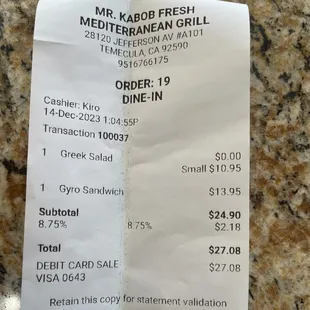 MR. KABOB FRESH
MEDITERRANEAN GRILL
28120 JEFFERSON AV #A101
TEMECULA, CA 92590
9516766175
ORDER: 19
DINE-IN
Cashier: Kiro
14-Dec-2023 1:04:55P
Transaction 100037
1 Greek Salad $0.00
Small $10.95
1 Gyro Sandwich $13.95
Subtotal $24.90
8.75% 8.75% $2.18
Total $27.08
DEBIT CARD SALE $27.08
VISA 0643
Retain this copy for statement validation